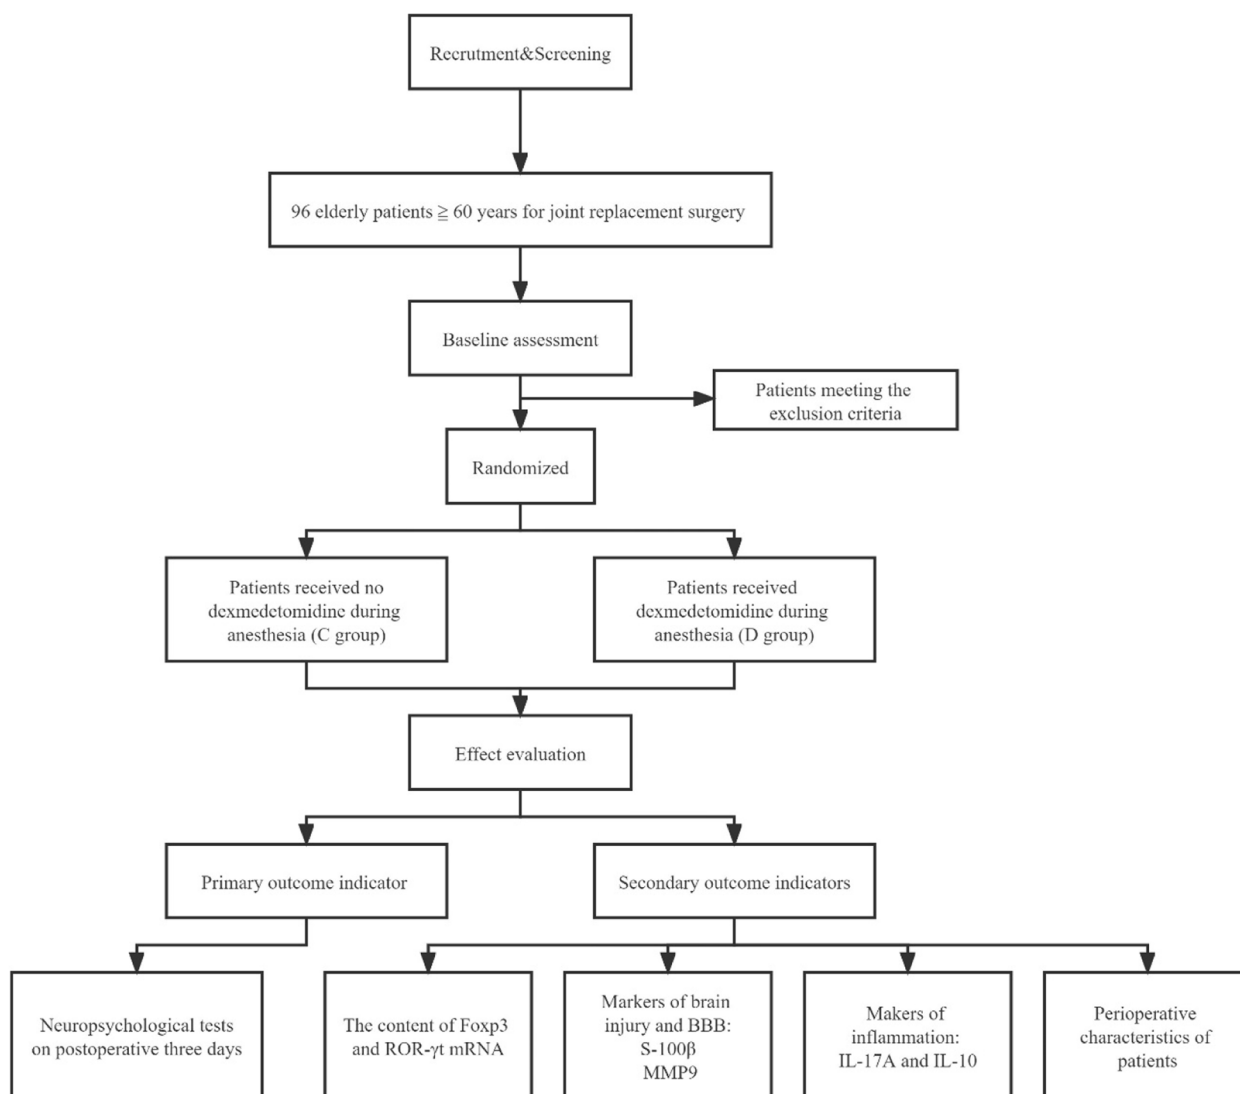 Recrutment&Screening
96 elderly patients ≧ 60 years for joint replacement surgery
Baseline assessment
Patients meeting the
exclusion criteria
Randomized
Patients received no
dexmedetomidine during
anesthesia (C group)
Patients received
dexmedetomidine during
anesthesia (D group)
Effect evaluation
Primary outcome indicator
Secondary outcome indicators
Neuropsychological tests
on postoperative three days
The content of Foxp3
and ROR-γt mRNA
Markers of brain
injury and BBB:
S-100β
MMP9
Makers of
inflammation:
IL-17A and IL-10
Perioperative
characteristics of
patients